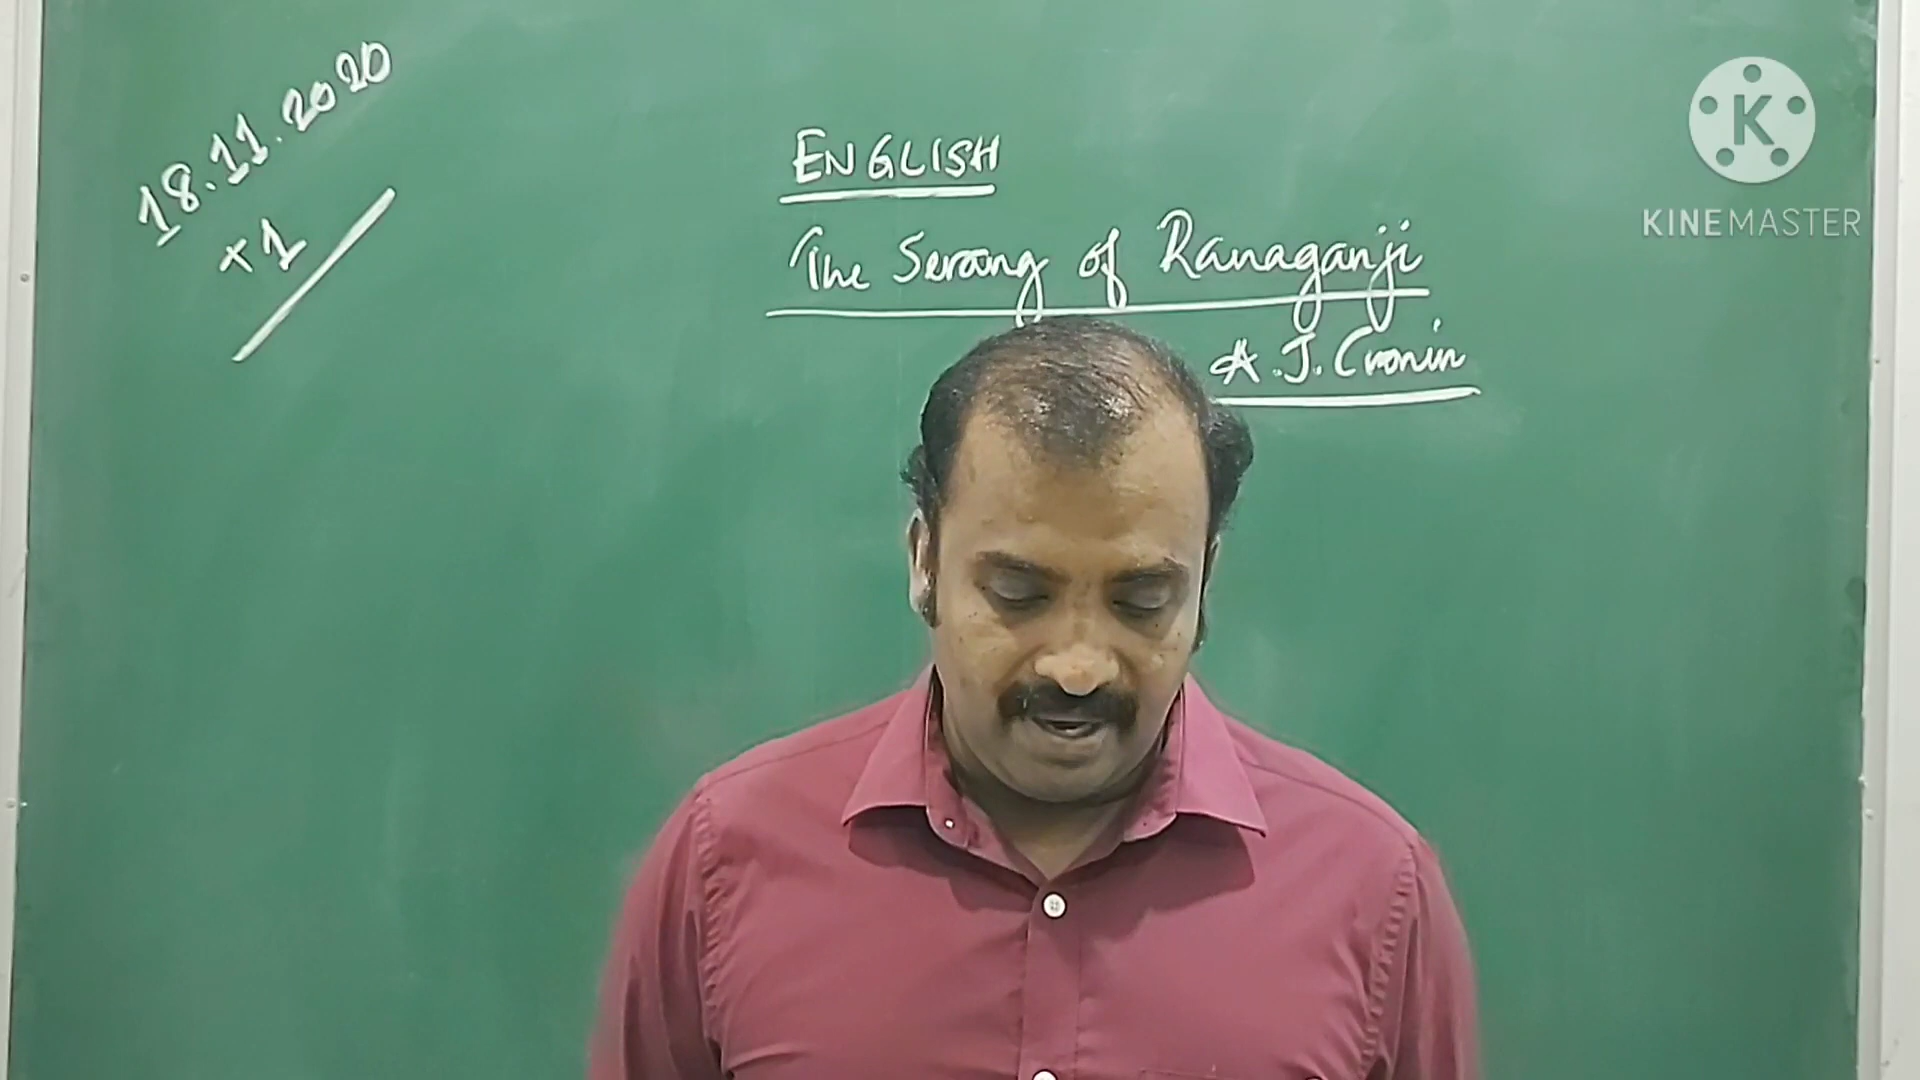 18.11.2020
+1
ENGLISH
The Serang of Ranaganji
A.J.Cronin
K
KINEMASTER